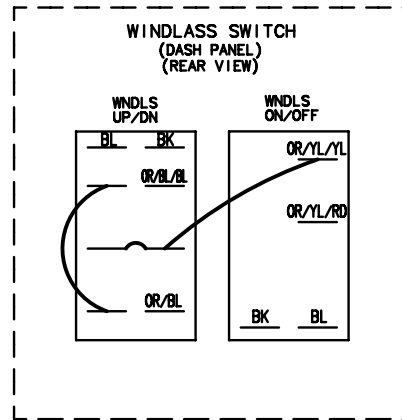 WINDLASS SWITCH
(DASH PANEL)
(REAR VIEW)
WNDLS
UP/DN
BL BK
OR/BL/BL
OR/BL
WNDLS
ON/OFF
OR/YL/YL
OR/YL/RD
BK BL